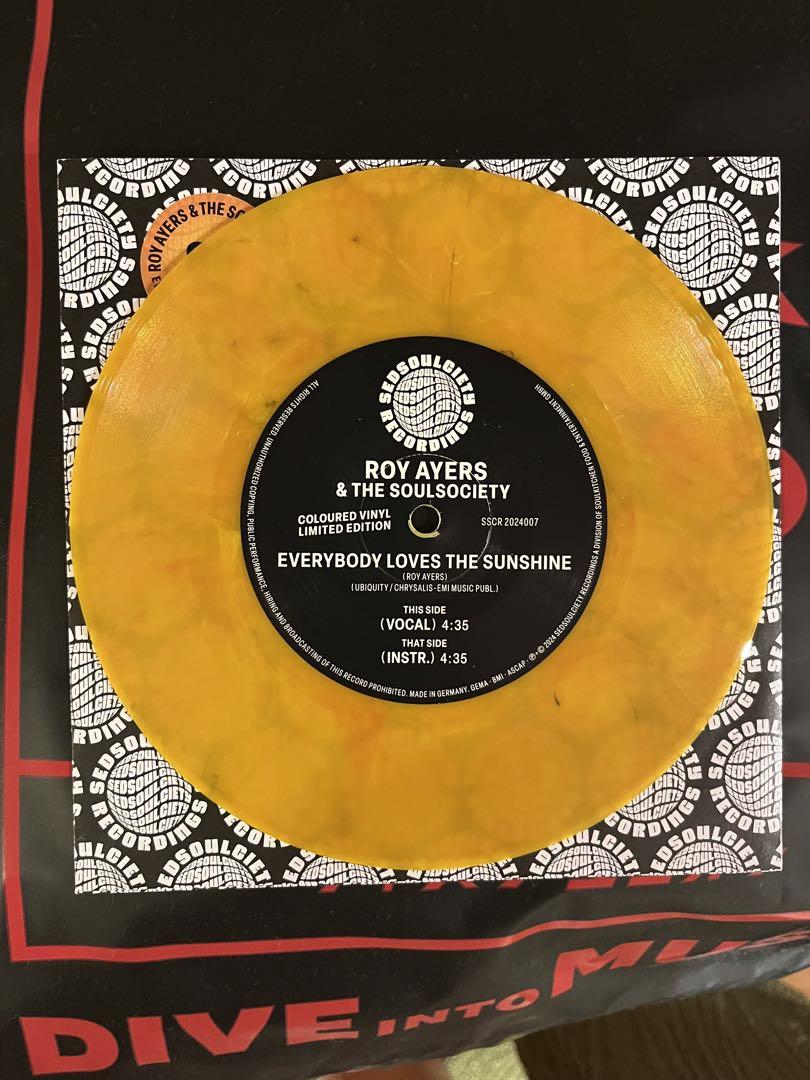 SEDSOULCIETY
RECORDINGS
ROY AYERS & THE SO
ROY AYERS
& THE SOULSOCIETY
COLOURED VINYL
LIMITED EDITION
SSCR 2024007
EVERYBODY LOVES THE SUNSHINE
(ROY AYERS)
(UBIQUITY / CHRYSALIS-EMI MUSIC PUBL.)
THIS SIDE
(VOCAL) 4:35
THAT SIDE
(INSTR.) 4:35
ALL RIGHTS RESERVED. UNAUTHORIZED COPYING, PUBLIC PERFORMANCE, HIRING AND BROADCASTING OF THIS RECORD PROHIBITED. MADE IN GERMANY. GEMA · BMI · ASCAP · ℗ + © 2024 SEDSOULCIETY RECORDINGS A DIVISION OF SOULKITCHEN FOOD & ENTERTAINMENT GMBH
DIVE INTO MU